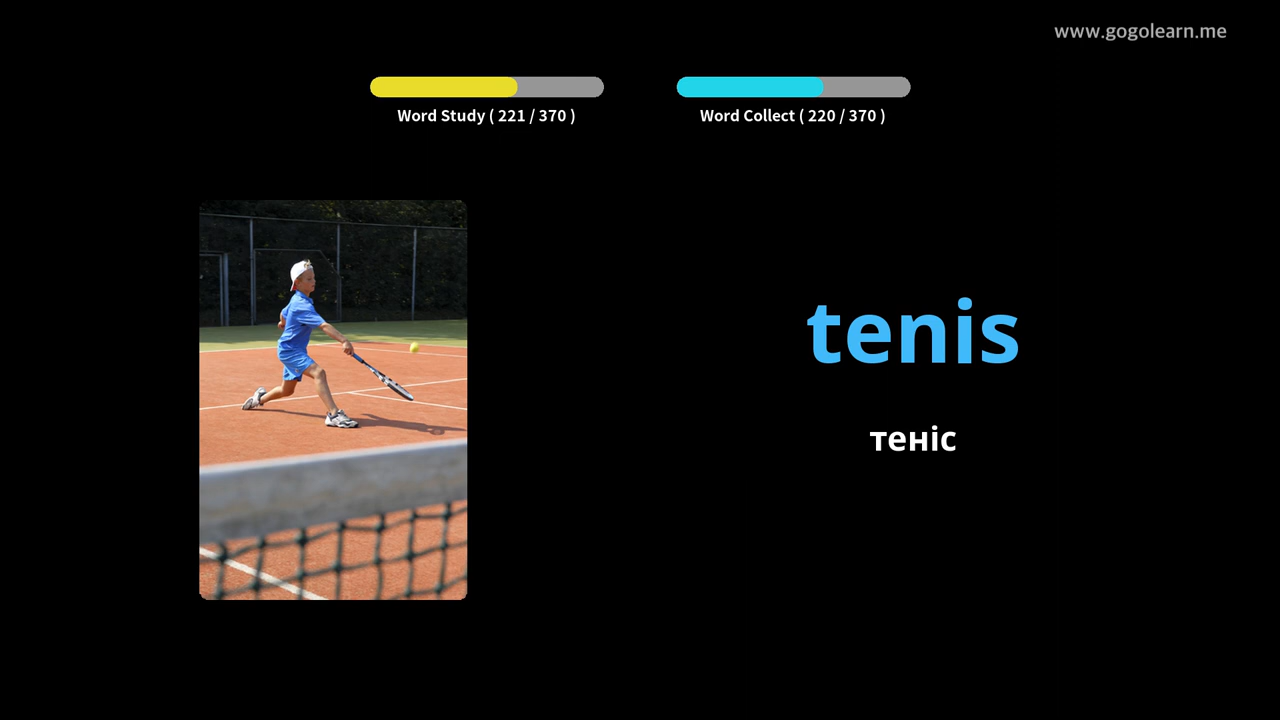 www.gogolearn.me
Word Study ( 221 / 370 )
Word Collect ( 220 / 370 )
tenis
теніс